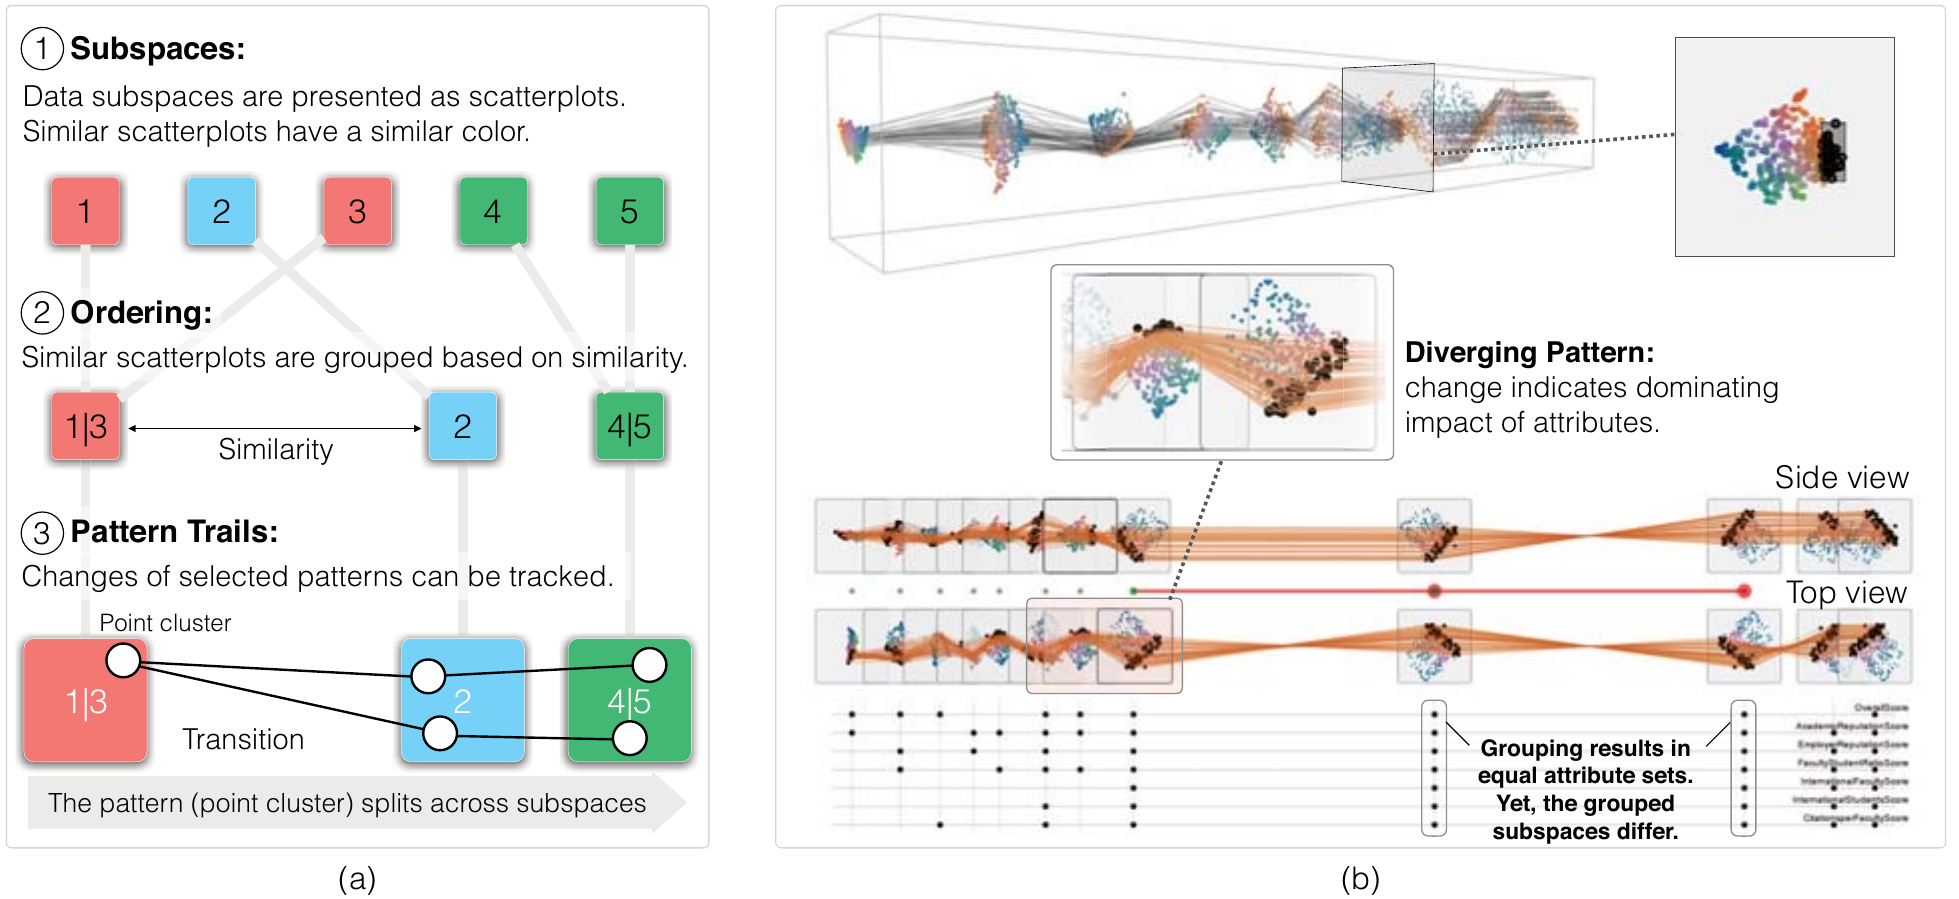 1 Subspaces:
Data subspaces are presented as scatterplots.
Similar scatterplots have a similar color.
1 2 3 4 5
2 Ordering:
Similar scatterplots are grouped based on similarity.
1|3 2 4|5
Similarity
3 Pattern Trails:
Changes of selected patterns can be tracked.
Point cluster
1|3 2 4|5
Transition
The pattern (point cluster) splits across subspaces
(a)
Diverging Pattern:
change indicates dominating
impact of attributes.
Side view
Top view
OverallScore
AcademicReputationScore
EmployerReputationScore
FacultyStudentRatioScore
InternationalFacultyScore
InternationalStudentsScore
CitationsperFacultyScore
Grouping results in
equal attribute sets.
Yet, the grouped
subspaces differ.
(b)